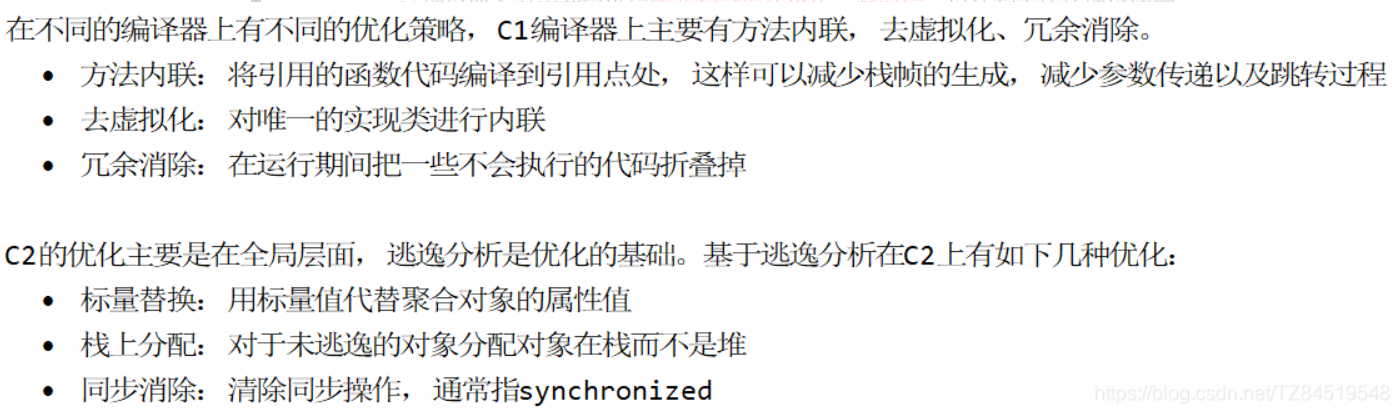 在不同的编译器上有不同的优化策略，C1编译器上主要有方法内联，去虚拟化、冗余消除。
• 方法内联：将引用的函数代码编译到引用点处，这样可以减少栈帧的生成，减少参数传递以及跳转过程
• 去虚拟化：对唯一的实现类进行内联
• 冗余消除：在运行期间把一些不会执行的代码折叠掉
C2的优化主要是在全局层面，逃逸分析是优化的基础。基于逃逸分析在C2上有如下几种优化：
• 标量替换：用标量值代替聚合对象的属性值
• 栈上分配：对于未逃逸的对象分配对象在栈而不是堆
• 同步消除：清除同步操作，通常指synchronized
https://blog.csdn.net/TZ84519548